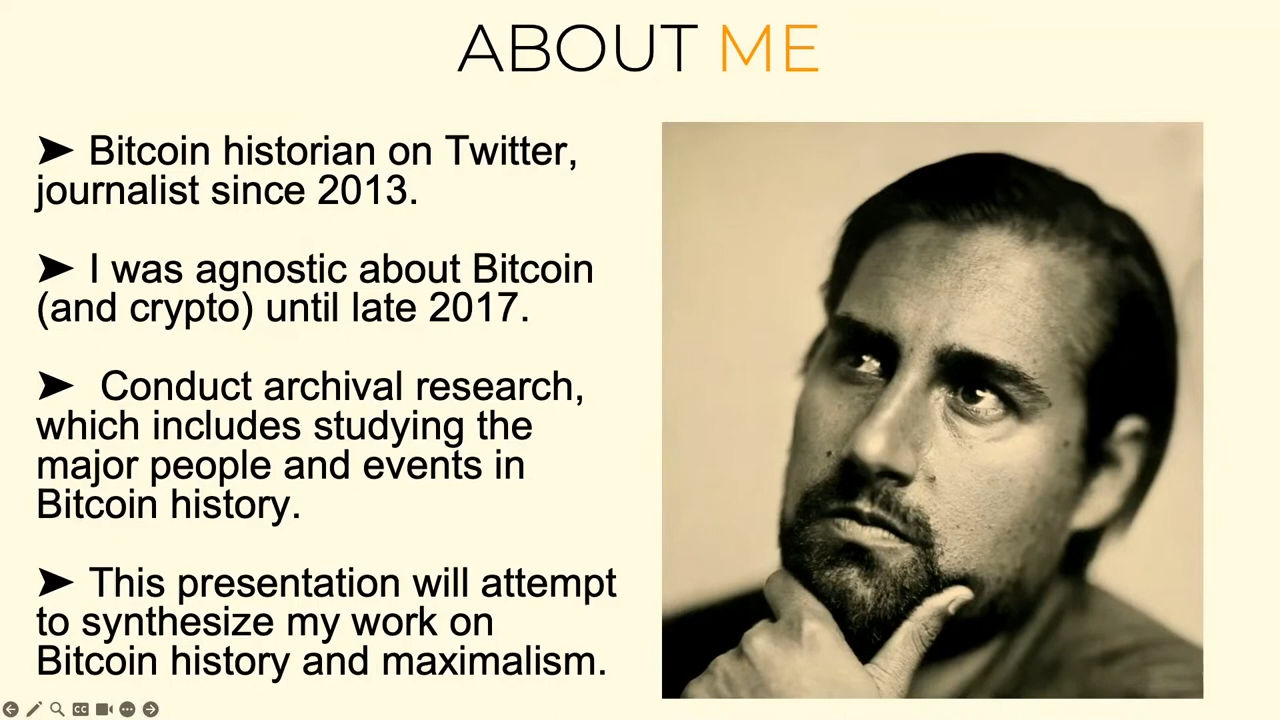 ABOUT ME
➤ Bitcoin historian on Twitter,
journalist since 2013.
➤ I was agnostic about Bitcoin
(and crypto) until late 2017.
➤ Conduct archival research,
which includes studying the
major people and events in
Bitcoin history.
➤ This presentation will attempt
to synthesize my work on
Bitcoin history and maximalism.
CC